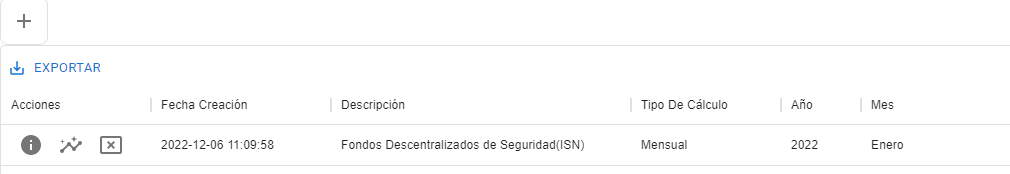 EXPORTAR
Acciones Fecha Creación Descripción Tipo De Cálculo Año Mes
2022-12-06 11:09:58 Fondos Descentralizados de Seguridad(ISN) Mensual 2022 Enero